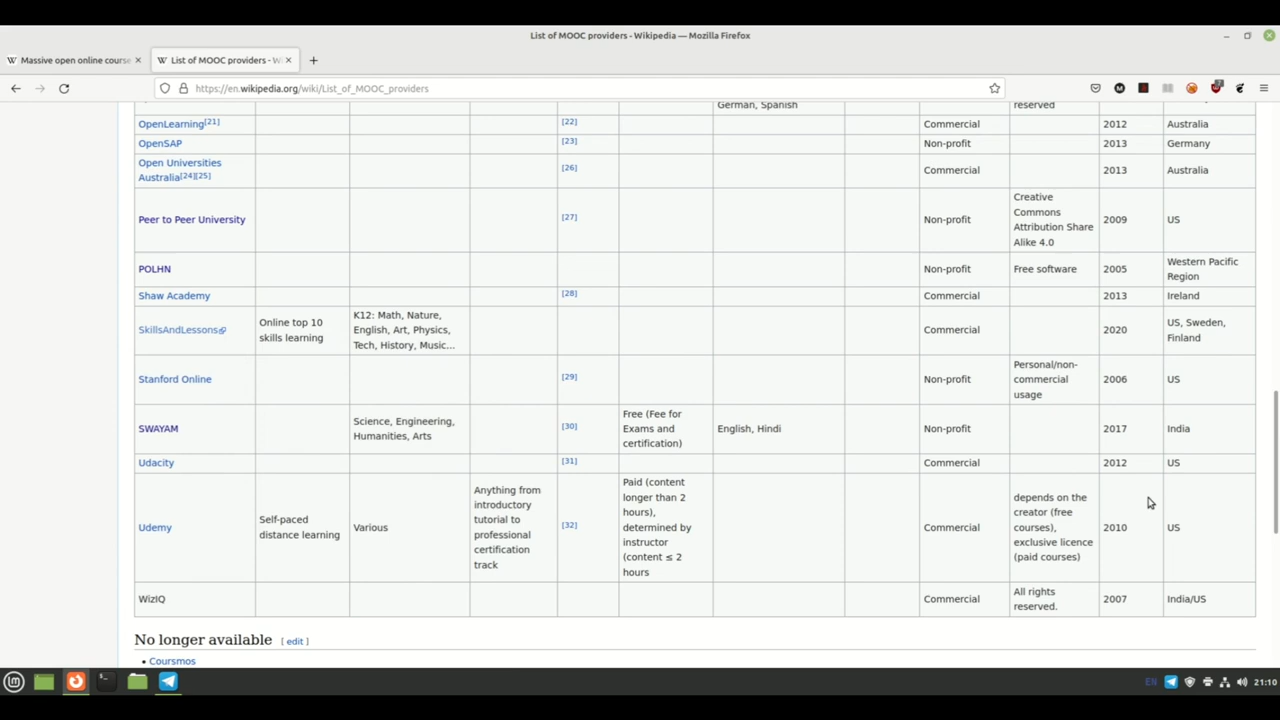 List of MOOC providers - Wikipedia — Mozilla Firefox
Massive open online course
List of MOOC providers - Wi
https://en.wikipedia.org/wiki/List_of_MOOC_providers
7
German, Spanish
reserved
OpenLearning[21]
[22]
Commercial
2012
Australia
OpenSAP
[23]
Non-profit
2013
Germany
Open Universities
Australia[24][25]
[26]
Commercial
2013
Australia
Peer to Peer University
[27]
Non-profit
Creative
Commons
Attribution Share
Alike 4.0
2009
US
POLHN
Non-profit
Free software
2005
Western Pacific
Region
Shaw Academy
[28]
Commercial
2013
Ireland
SkillsAndLessons
Online top 10
skills learning
K12: Math, Nature,
English, Art, Physics,
Tech, History, Music...
Commercial
2020
US, Sweden,
Finland
Stanford Online
[29]
Non-profit
Personal/non-
commercial
usage
2006
US
SWAYAM
Science, Engineering,
Humanities, Arts
[30]
Free (Fee for
Exams and
certification)
English, Hindi
Non-profit
2017
India
Udacity
[31]
Commercial
2012
US
Udemy
Self-paced
distance learning
Various
Anything from
introductory
tutorial to
professional
certification
track
[32]
Paid (content
longer than 2
hours),
determined by
instructor
(content ≤ 2
hours
Commercial
depends on the
creator (free
courses),
exclusive licence
(paid courses)
2010
US
WizIQ
Commercial
All rights
reserved.
2007
India/US
No longer available [ edit ]
• Coursmos
EN
21:10